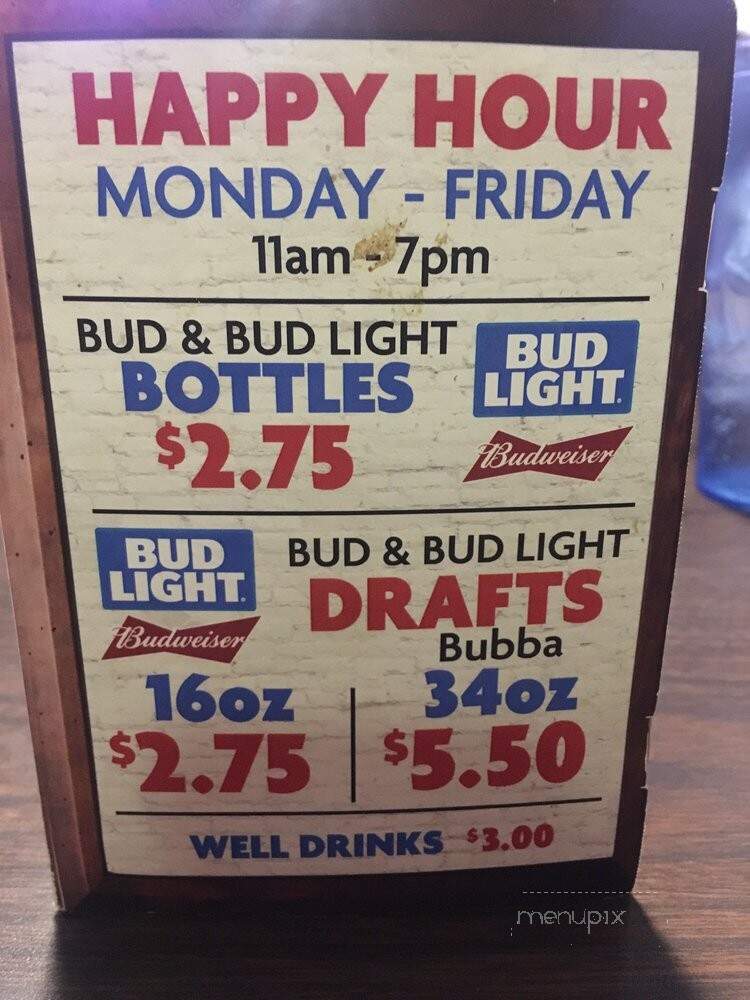 HAPPY HOUR
MONDAY - FRIDAY
11am - 7pm
BUD & BUD LIGHT
BOTTLES
$2.75
BUD
LIGHT.
Budweiser
BUD
LIGHT.
Budweiser
BUD & BUD LIGHT
DRAFTS
Bubba
16oz
$2.75
34oz
$5.50
WELL DRINKS $3.00
menupix